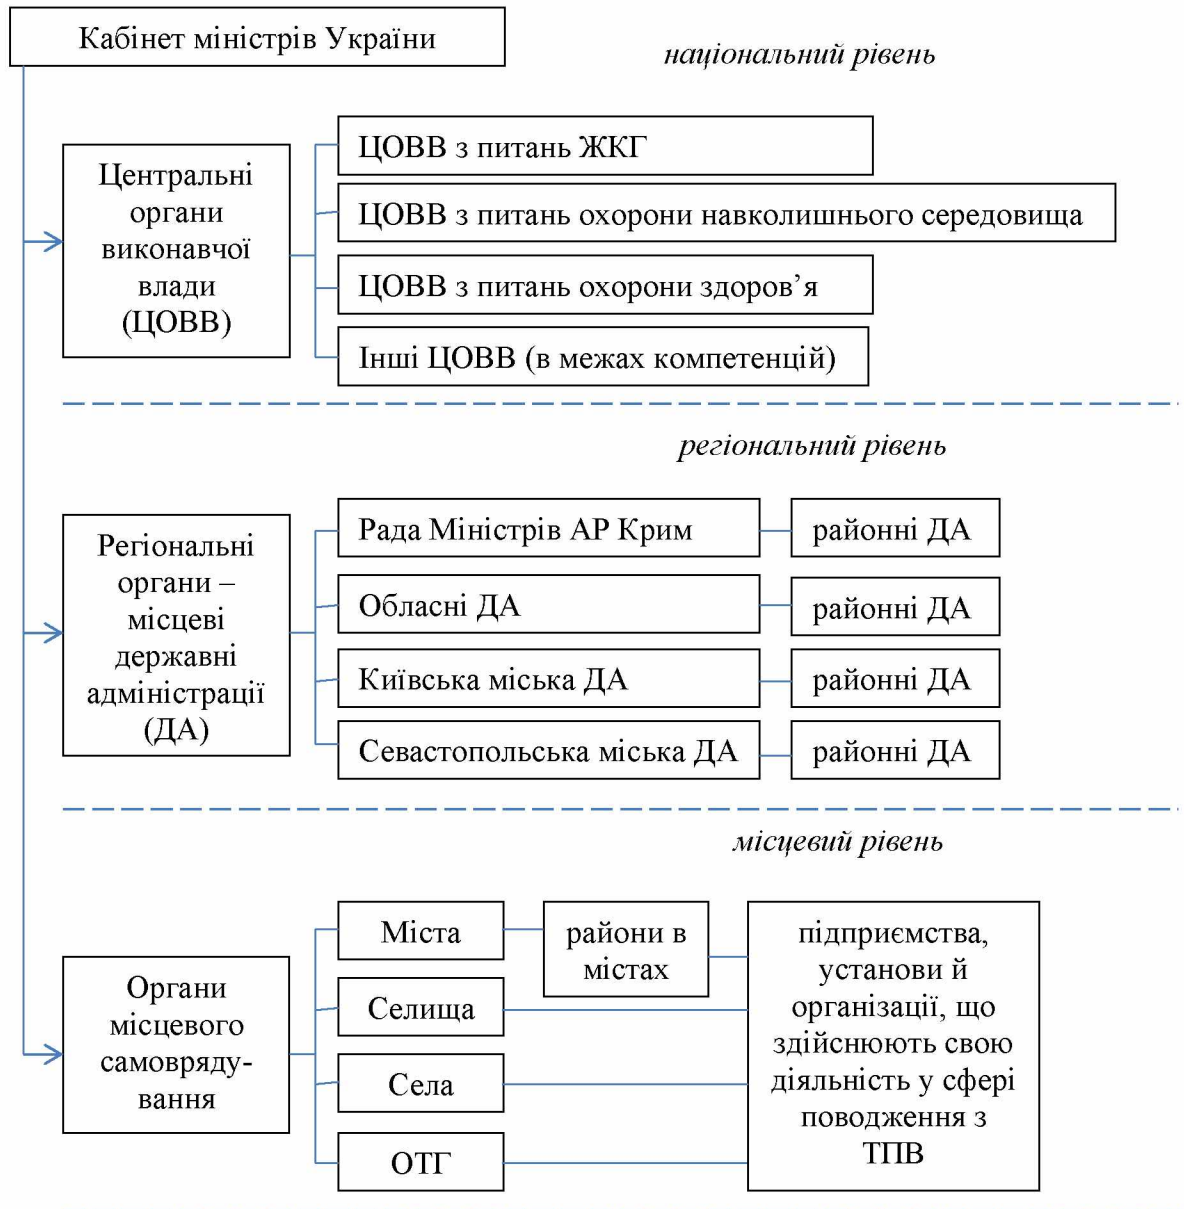 Кабінет міністрів України
національний рівень
Центральні
органи
виконавчої
влади
(ЦОВВ)
ЦОВВ з питань ЖКГ
ЦОВВ з питань охорони навколишнього середовища
ЦОВВ з питань охорони здоров’я
Інші ЦОВВ (в межах компетенцій)
регіональний рівень
Регіональні
органи –
місцеві
державні
адміністрації
(ДА)
Рада Міністрів АР Крим
районні ДА
Обласні ДА
районні ДА
Київська міська ДА
районні ДА
Севастопольська міська ДА
районні ДА
місцевий рівень
Органи
місцевого
самовряду-
вання
Міста
райони в
містах
Селища
Села
ОТГ
підприємства,
установи й
організації, що
здійснюють свою
діяльність у сфері
поводження з
ТПВ